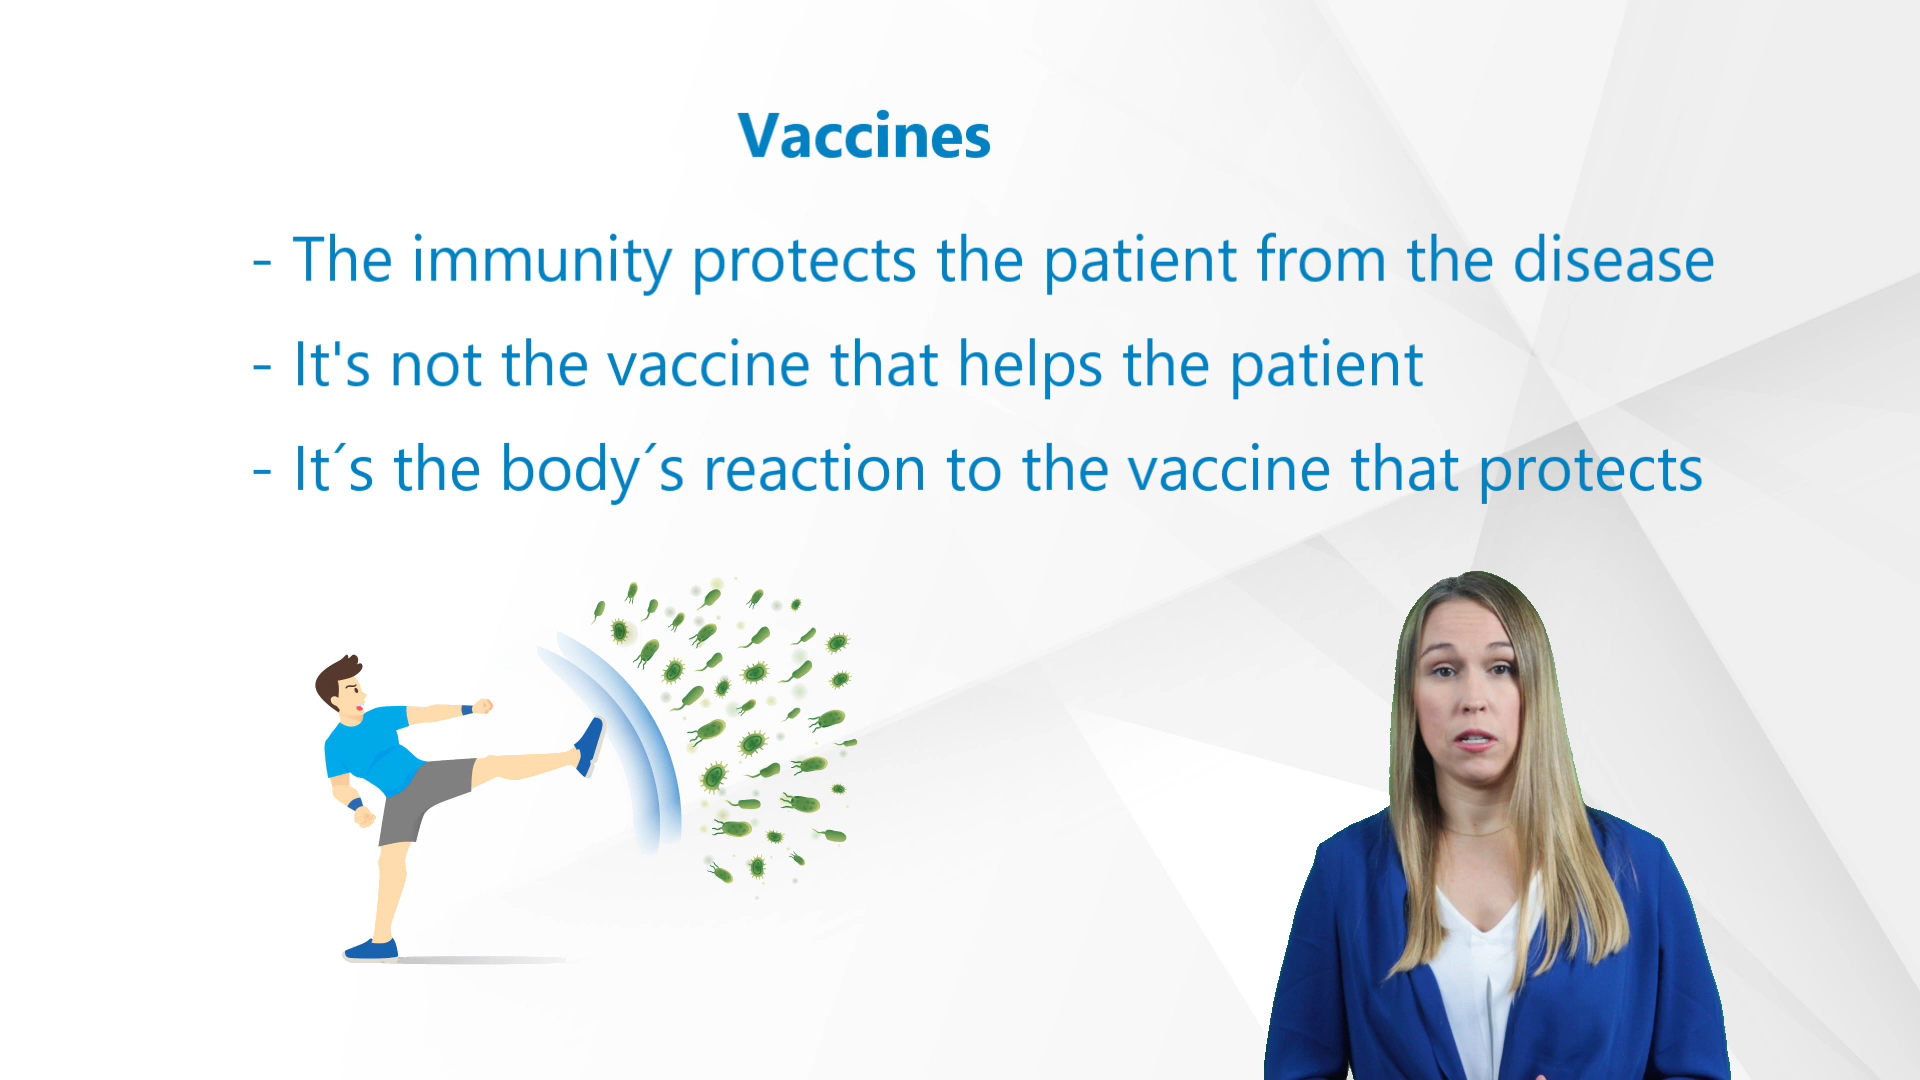 Vaccines
- The immunity protects the patient from the disease
- It's not the vaccine that helps the patient
- It´s the body´s reaction to the vaccine that protects